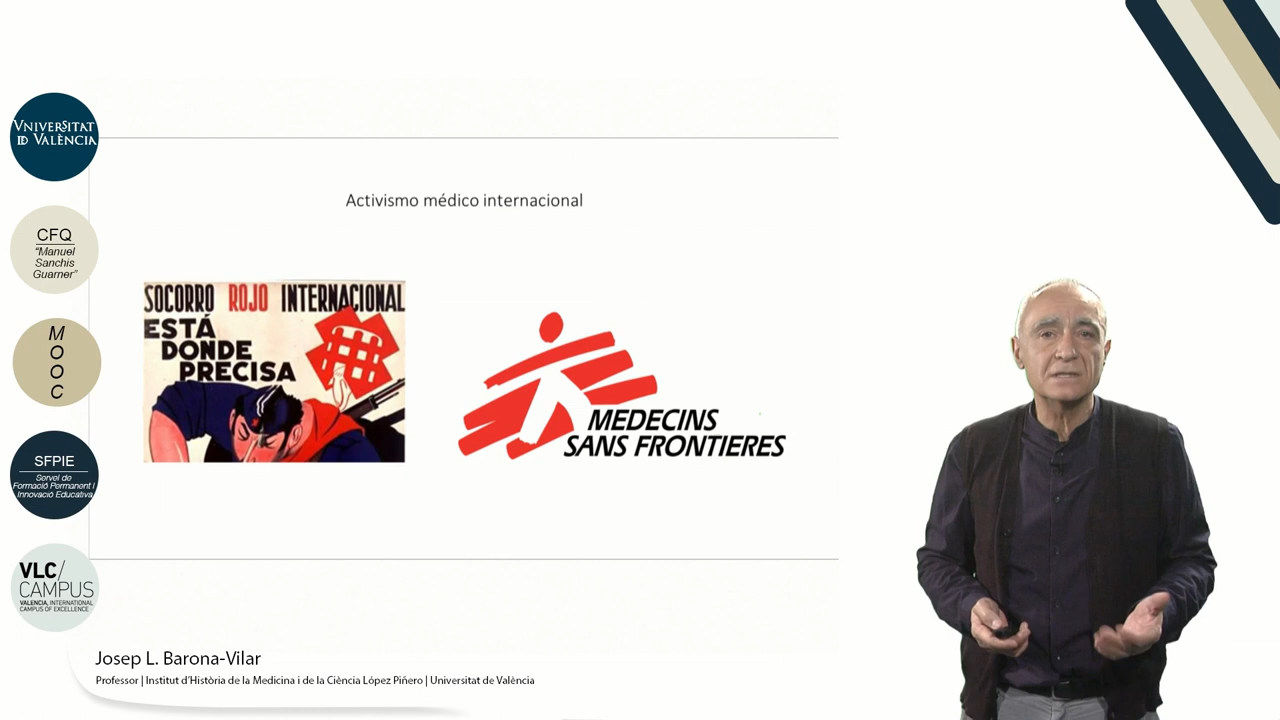 VNIVERSITAT
ID VALÈNCIA
CFQ
“Manuel
Sanchis
Guarner”
M
O
O
C
SFPIE
Servei de
Formació Permanent i
Innovació Educativa
VLC/
CAMPUS
VALENCIA, INTERNATIONAL
CAMPUS OF EXCELLENCE
Activismo médico internacional
SOCORRO ROJO INTERNACIONAL
ESTÁ
DONDE
PRECISA
MEDECINS
SANS FRONTIERES
Josep L. Barona-Vilar
Professor | Institut d’Història de la Medicina i de la Ciència López Piñero | Universitat de València